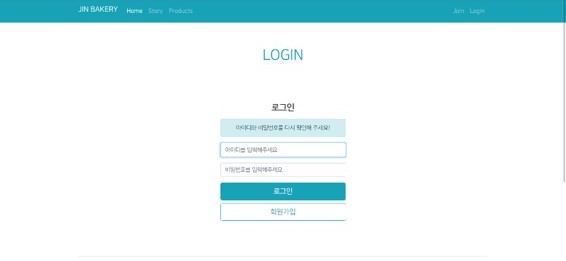 JIN BAKERY Home Story Products Join Login
LOGIN
로그인
아이디와 비밀번호를 다시 확인해 주세요!
아이디를 입력해주세요
비밀번호를 입력해주세요
로그인
회원가입